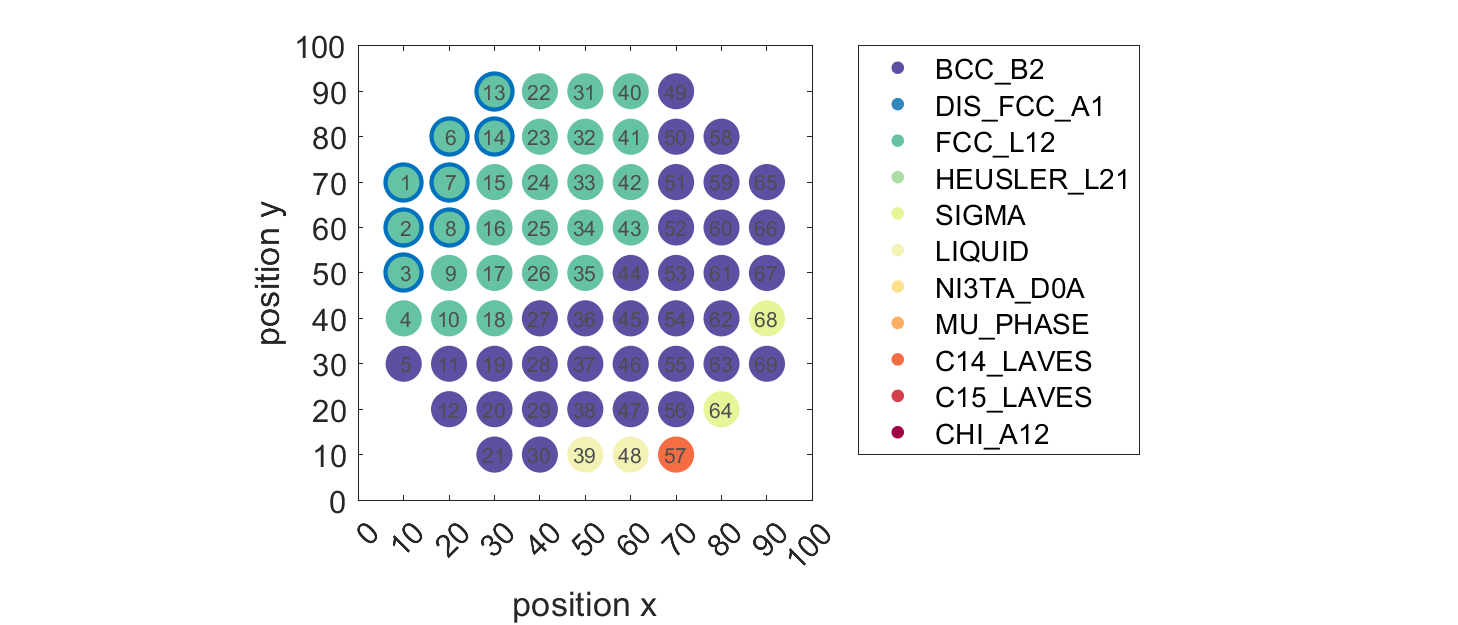 100
90
80
70
60
50
40
30
20
10
0
position y
13 22 31 40 49
6 14 23 32 41 50 58
1 7 15 24 33 42 51 59 65
2 8 16 25 34 43 52 60 66
3 9 17 26 35 44 53 61 67
4 10 18 27 36 45 54 62 68
5 11 19 28 37 46 55 63 69
12 20 29 38 47 56 64
21 30 39 48 57
0 10 20 30 40 50 60 70 80 90 100
position x
BCC_B2
DIS_FCC_A1
FCC_L12
HEUSLER_L21
SIGMA
LIQUID
NI3TA_D0A
MU_PHASE
C14_LAVES
C15_LAVES
CHI_A12